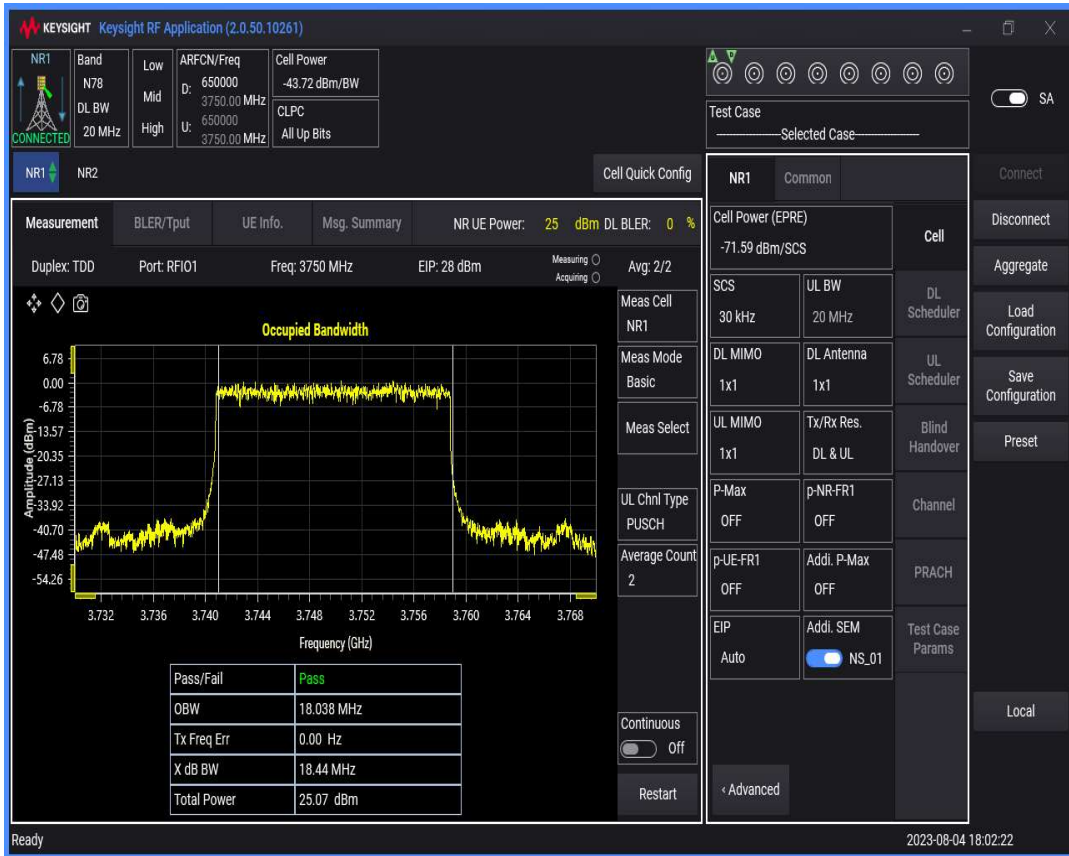 KEYSIGHT Keysight RF Application (2.0.50.10261)
NR1
CONNECTED
Band
N78
DL BW
20 MHz
Low
Mid
High
ARFCN/Freq
D: 650000
3750.00 MHz
U: 650000
3750.00 MHz
Cell Power
-43.72 dBm/BW
CLPC
All Up Bits
Test Case
--------------------Selected Case--------------------
SA
NR1 NR2 Cell Quick Config
Measurement BLER/Tput UE Info. Msg. Summary NR UE Power: 25 dBm DL BLER: 0 %
Duplex: TDD Port: RFIO1 Freq: 3750 MHz EIP: 28 dBm Measuring Avg: 2/2
Acquiring
Occupied Bandwidth
Amplitude (dBm)
6.78
0.00
-6.78
-13.57
-20.35
-27.13
-33.92
-40.70
-47.48
-54.26
3.732 3.736 3.740 3.744 3.748 3.752 3.756 3.760 3.764 3.768
Frequency (GHz)
Pass/Fail Pass
OBW 18.038 MHz
Tx Freq Err 0.00 Hz
X dB BW 18.44 MHz
Total Power 25.07 dBm
Meas Cell
NR1
Meas Mode
Basic
Meas Select
UL Chnl Type
PUSCH
Average Count
2
Continuous
Off
Restart
NR1 Common
Cell Power (EPRE)
-71.59 dBm/SCS
SCS
30 kHz
UL BW
20 MHz
DL MIMO
1x1
DL Antenna
1x1
UL MIMO
1x1
Tx/Rx Res.
DL & UL
P-Max
OFF
p-NR-FR1
OFF
p-UE-FR1
OFF
Addi. P-Max
OFF
EIP
Auto
Addi. SEM
NS_01
‹ Advanced
Cell
DL
Scheduler
UL
Scheduler
Blind
Handover
Channel
PRACH
Test Case
Params
Connect
Disconnect
Aggregate
Load
Configuration
Save
Configuration
Preset
Local
Ready 2023-08-04 18:02:22